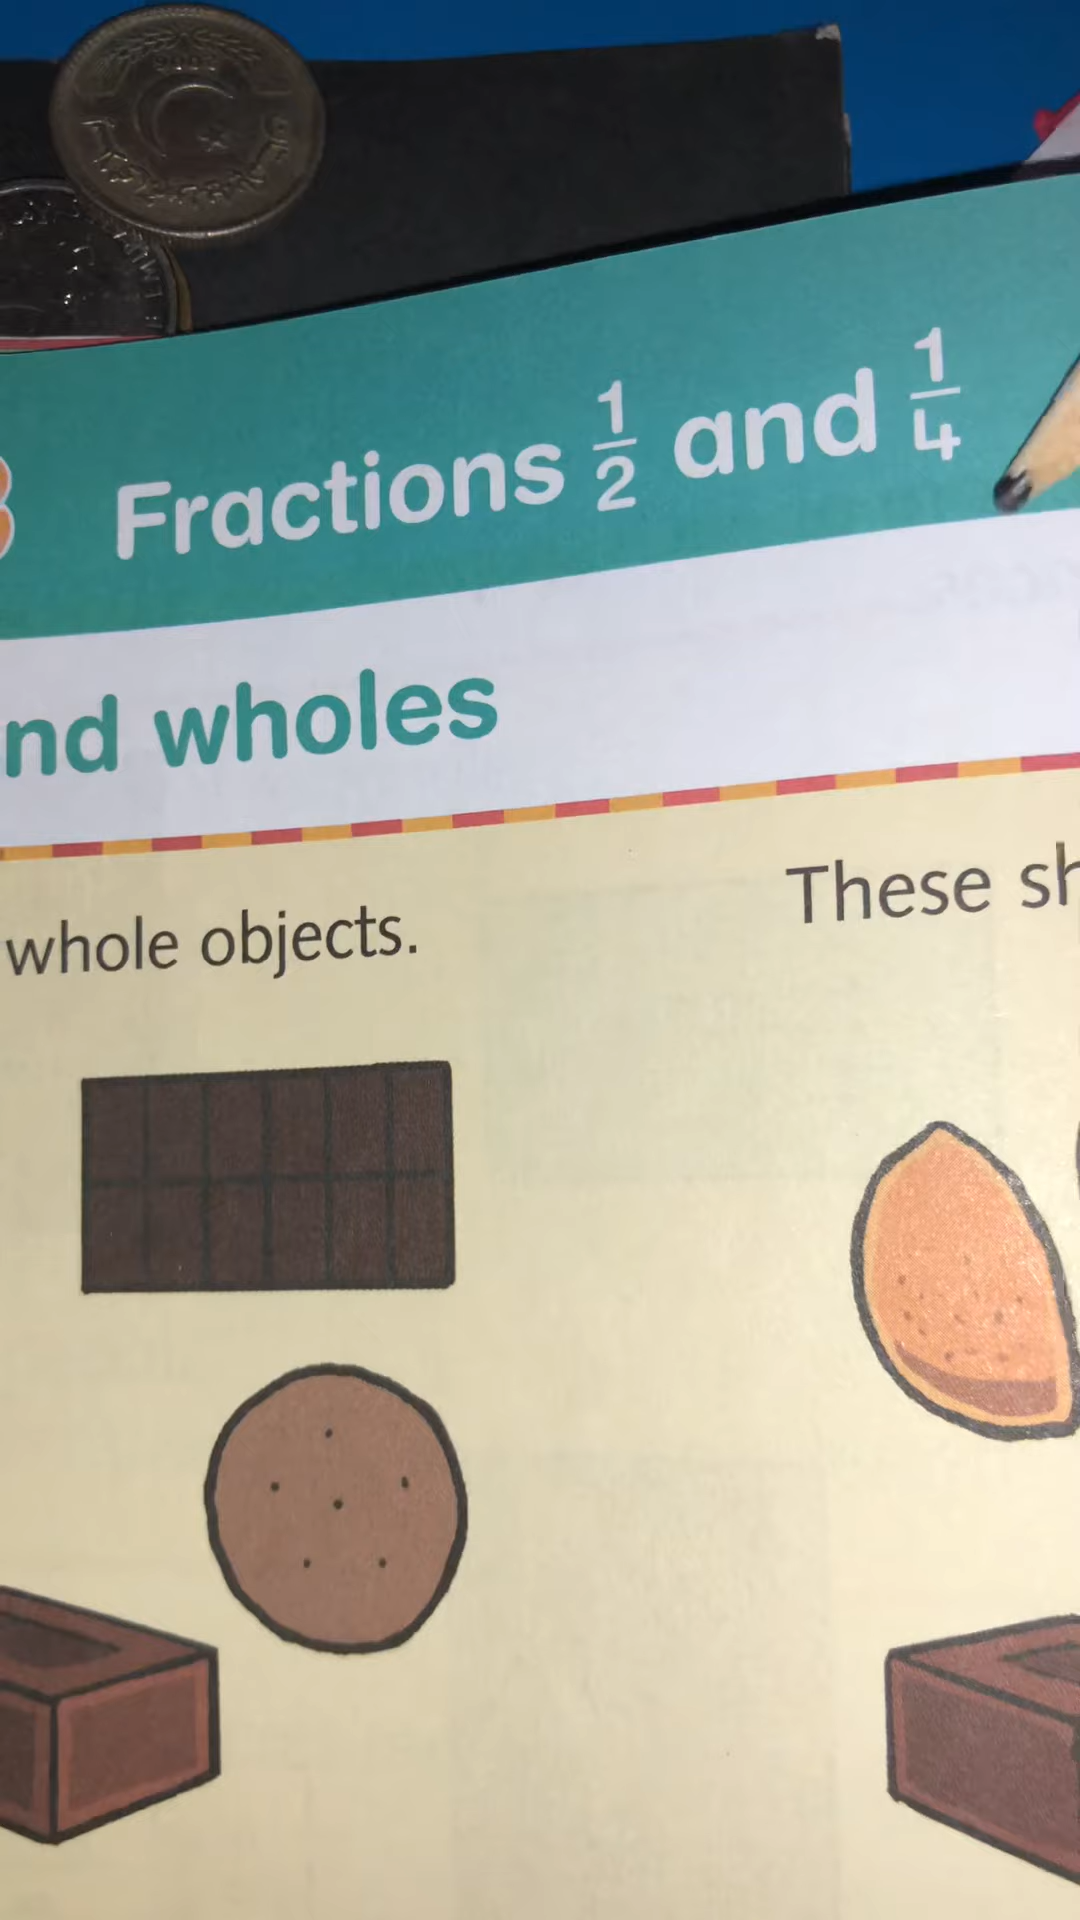 Fractions 1/2 and 1/4
nd wholes
whole objects.
These sh